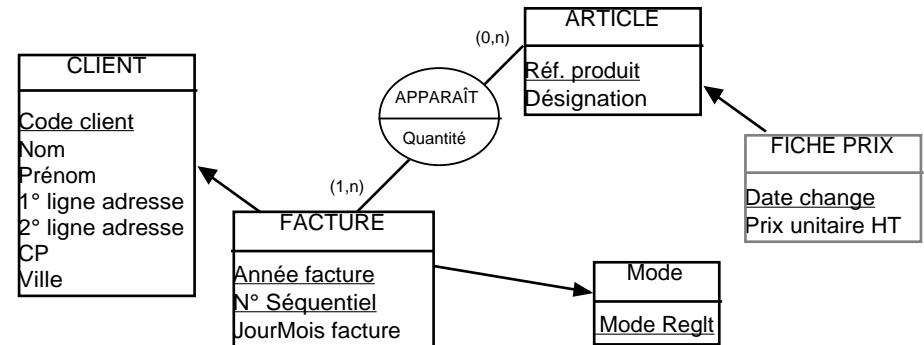 ARTICLE
(0,n)
Réf. produit
Désignation
CLIENT
Code client
Nom
Prénom
1° ligne adresse
2° ligne adresse
CP
Ville
APPARAÎT
Quantité
(1,n)
FICHE PRIX
Date change
Prix unitaire HT
FACTURE
Année facture
N° Séquentiel
JourMois facture
Mode
Mode Reglt